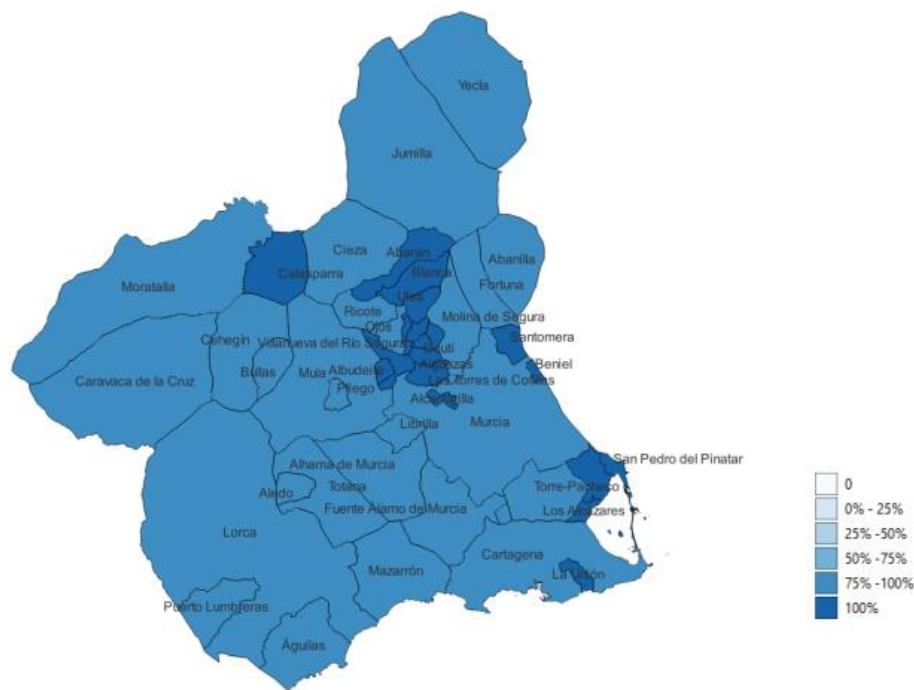 Yecla
Jumilla
Cieza
Abarán
Abanilla
Calasparra
Blanca
Moratalla
Fortuna
Ulea
Ricote
Molina de Segura
Ojós
Santomera
Cehegín
Villanueva del Río Segura
Ceutí
Alguazas
Beniel
Bullas
Mula
Albudeite
Caravaca de la Cruz
Las Torres de Cotillas
Pliego
Alcantarilla
Librilla
Murcia
San Pedro del Pinatar
Alhama de Murcia
Totana
Torre-Pacheco
Aledo
Fuente Álamo de Murcia
Los Alcázares
Lorca
Cartagena
Mazarrón
La Unión
Puerto Lumbreras
Águilas
0
0% - 25%
25% -50%
50% -75%
75% -100%
100%